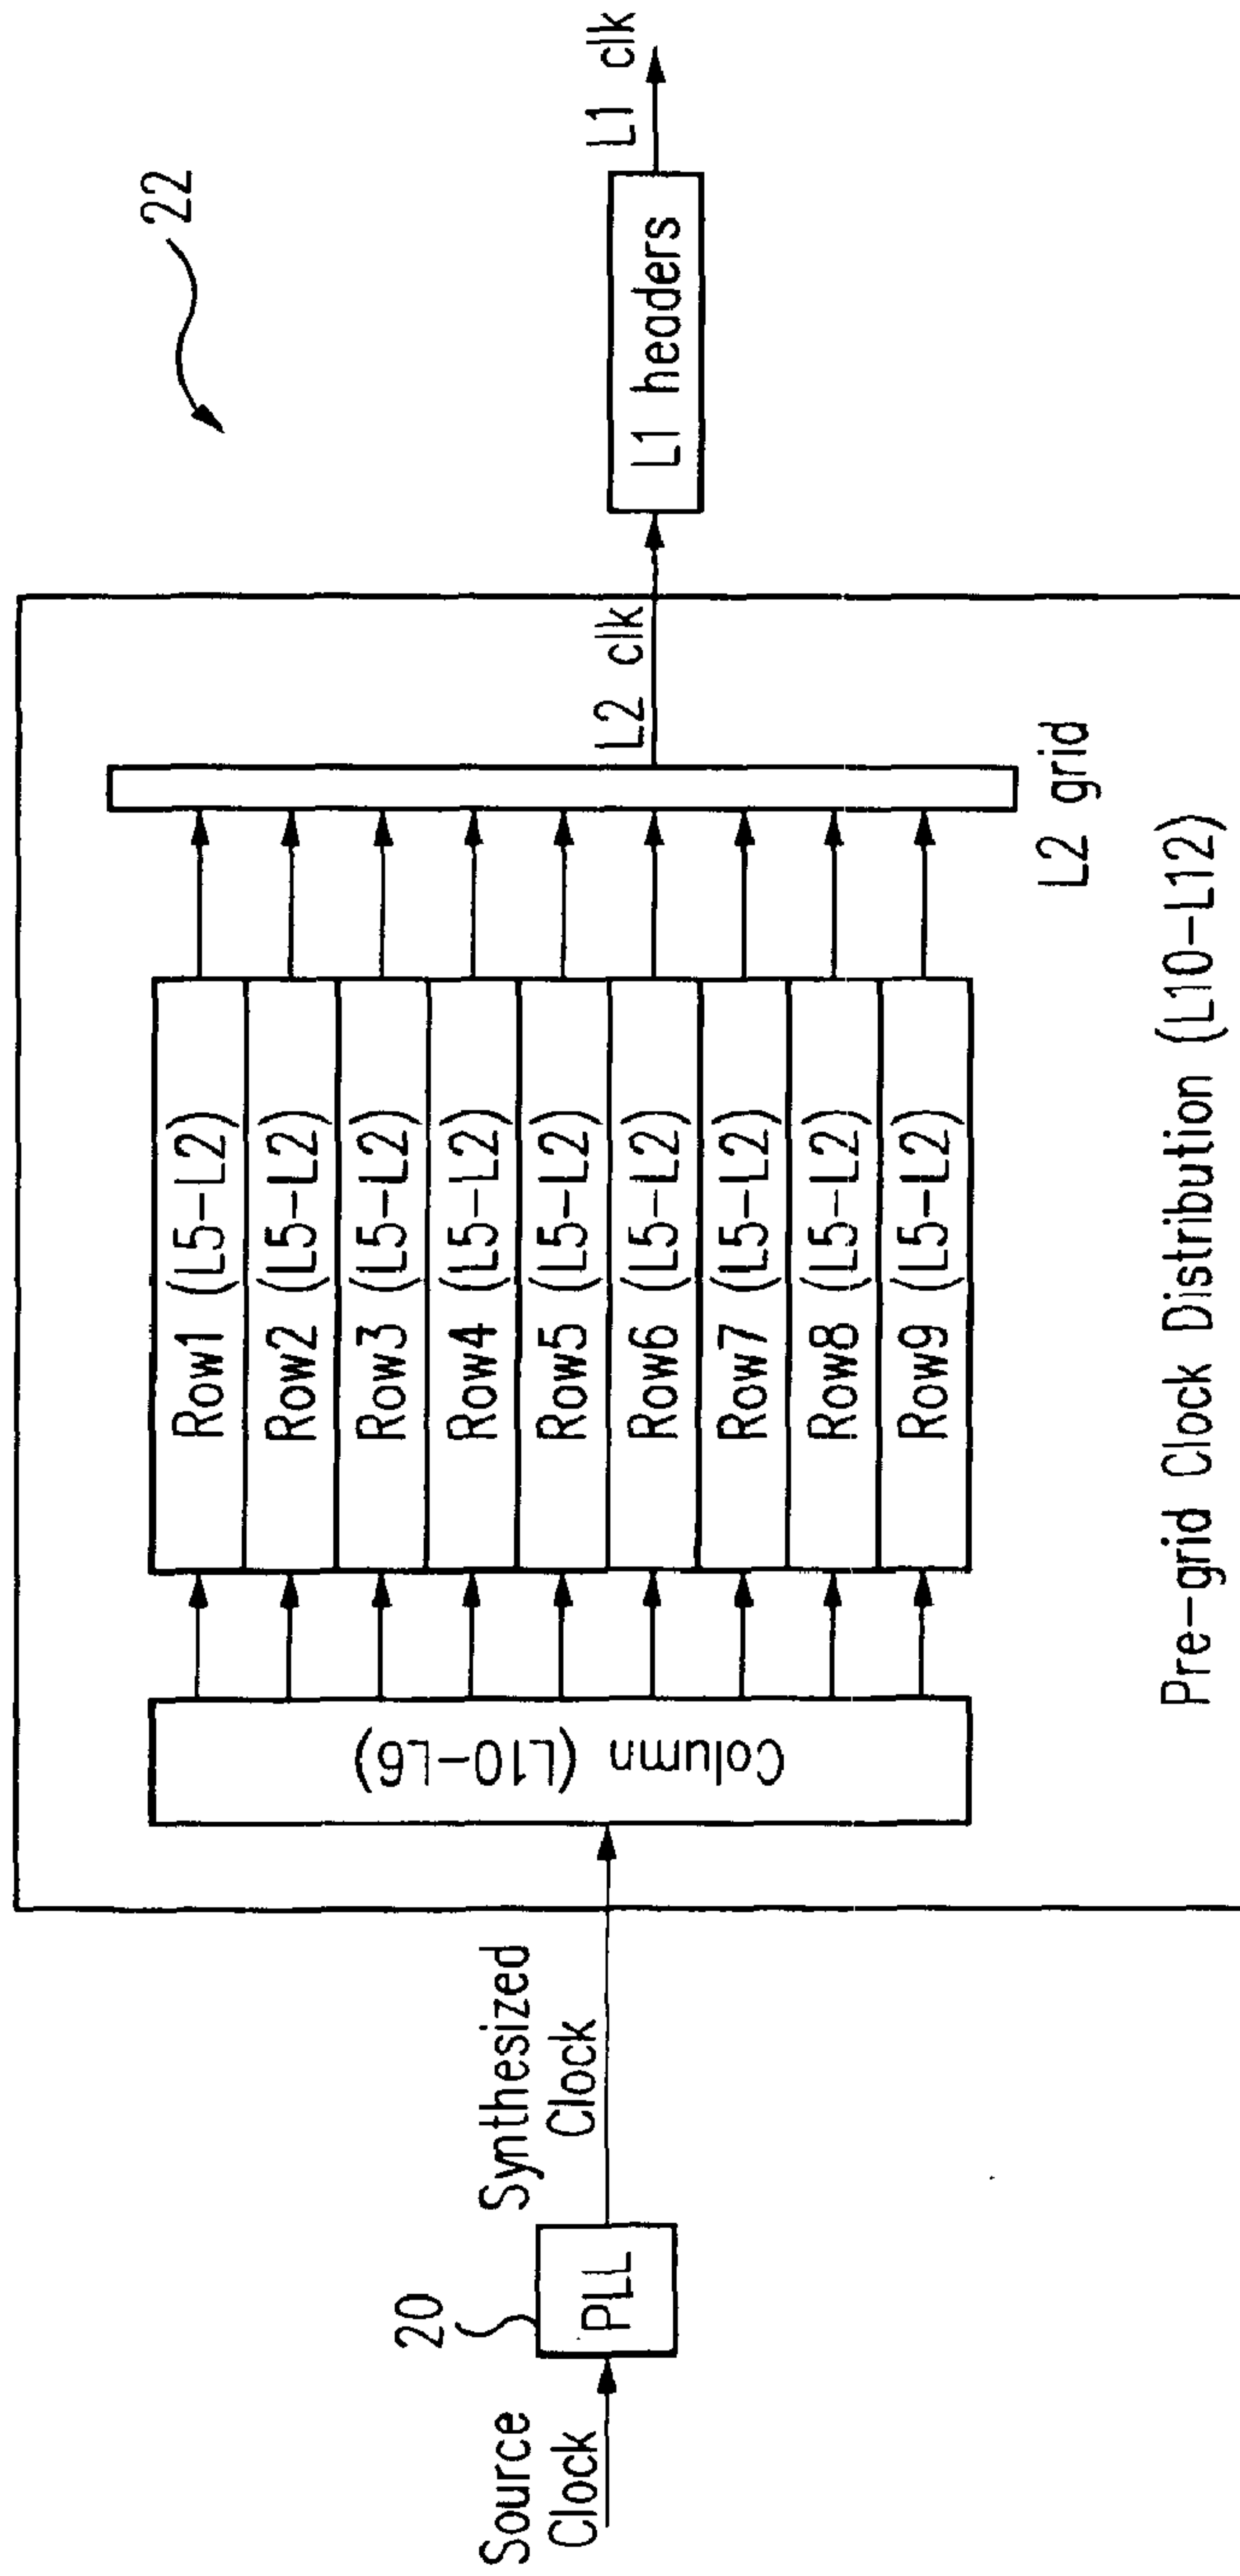 22
20
Source
Clock
PLL
Synthesized
Clock
Column (L10-L6)
Row1 (L5-L2)
Row2 (L5-L2)
Row3 (L5-L2)
Row4 (L5-L2)
Row5 (L5-L2)
Row6 (L5-L2)
Row7 (L5-L2)
Row8 (L5-L2)
Row9 (L5-L2)
L2 grid
L2 clk
L1 headers
L1 clk
Pre-grid Clock Distribution (L10-L12)